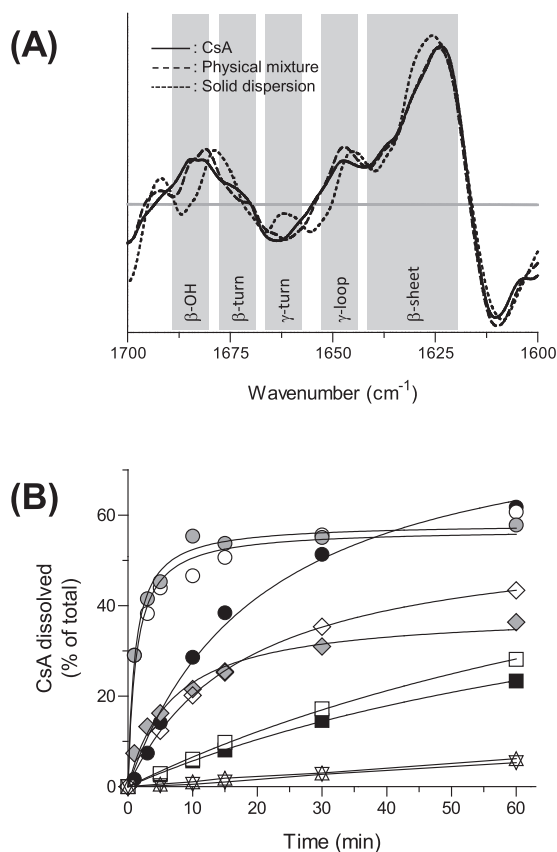 (A)
: CsA
: Physical mixture
: Solid dispersion
β-OH
β-turn
γ-turn
γ-loop
β-sheet
1700 1675 1650 1625 1600
Wavenumber (cm-1)
(B)
CsA dissolved
(% of total)
60
40
20
0
0 10 20 30 40 50 60
Time (min)